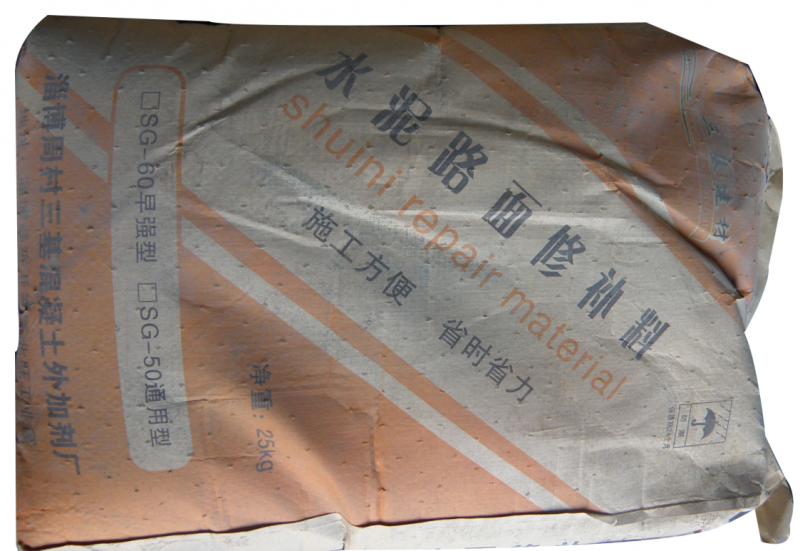 水泥路面修补料
shuini repair material
施工方便 省时省力
净重：25kg
□SG-60早强型 □SG-50通用型
淄博周村三基混凝土外加剂厂